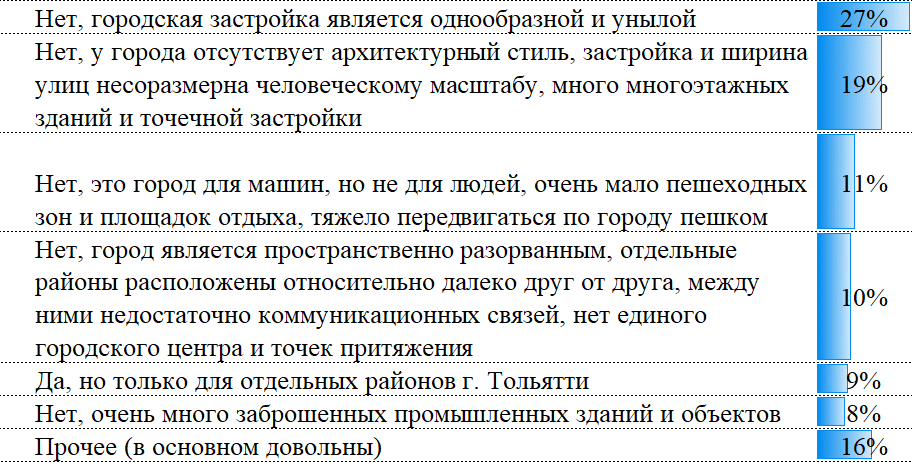 Нет, городская застройка является однообразной и унылой 27%
Нет, у города отсутствует архитектурный стиль, застройка и ширина
улиц несоразмерна человеческому масштабу, много многоэтажных 19%
зданий и точечной застройки
Нет, это город для машин, но не для людей, очень мало пешеходных 11%
зон и площадок отдыха, тяжело передвигаться по городу пешком
Нет, город является пространственно разорванным, отдельные
районы расположены относительно далеко друг от друга, между 10%
ними недостаточно коммуникационных связей, нет единого
городского центра и точек притяжения
Да, но только для отдельных районов г. Тольятти 9%
Нет, очень много заброшенных промышленных зданий и объектов 8%
Прочее (в основном довольны) 16%